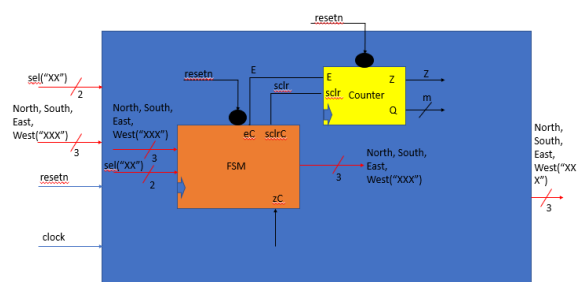 resetn
sel("XX")
2
North, South,
East,
West("XXX")
3
resetn
clock
resetn
E
sclr
North, South,
East,
West("XXX")
3
sel("XX")
2
eC sclrC
FSM
zC
E
Z
sclr
Counter
Q
Z
m
North, South,
East,
West("XXX")
3
North,
South,
East,
West("XX
X")
3